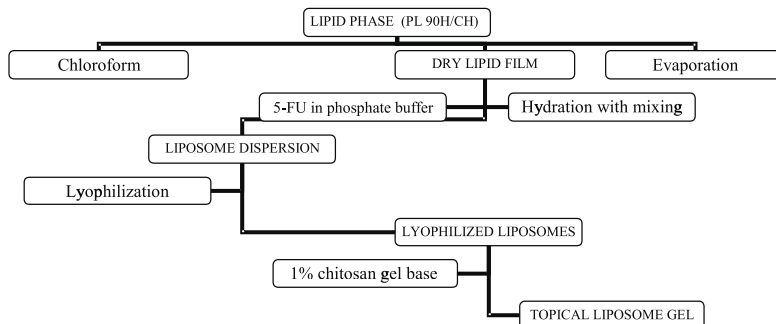 LIPID PHASE (PL 90H/CH)
Chloroform
DRY LIPID FILM
Evaporation
5-FU in phosphate buffer
Hydration with mixing
LIPOSOME DISPERSION
Lyophilization
LYOPHILIZED LIPOSOMES
1% chitosan gel base
TOPICAL LIPOSOME GEL